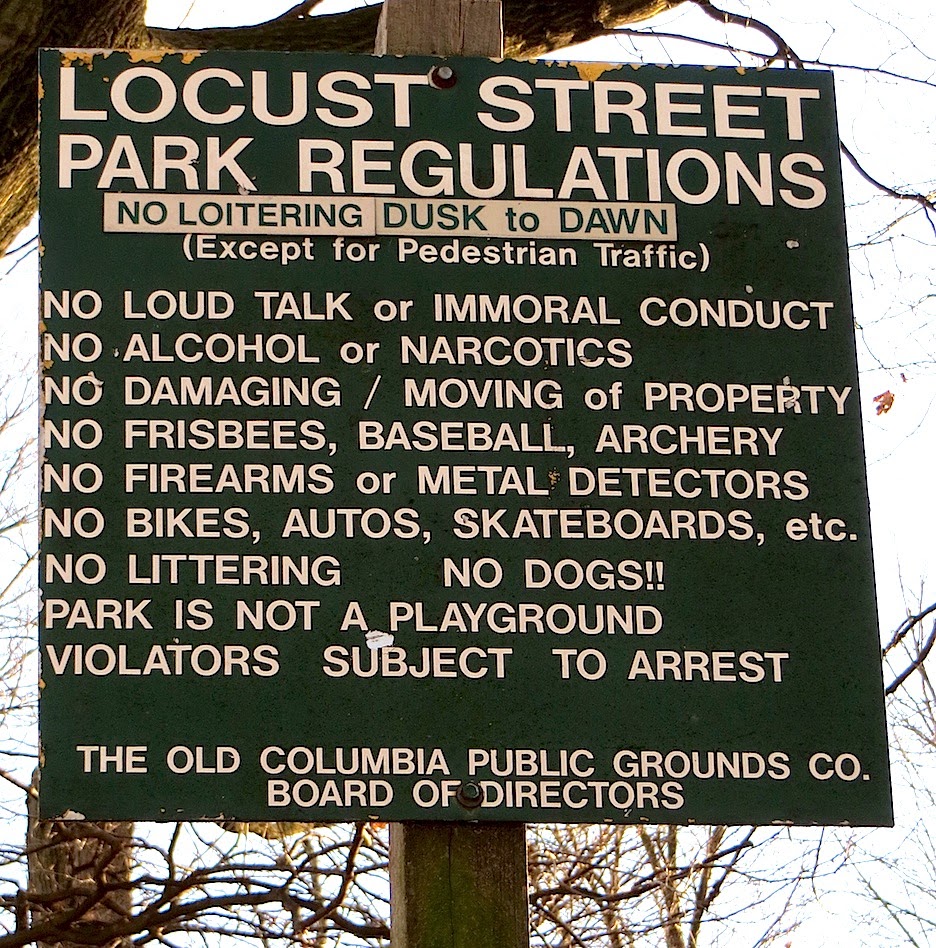 LOCUST STREET
PARK REGULATIONS
NO LOITERING DUSK to DAWN
(Except for Pedestrian Traffic)
NO LOUD TALK or IMMORAL CONDUCT
NO ALCOHOL or NARCOTICS
NO DAMAGING / MOVING of PROPERTY
NO FRISBEES, BASEBALL, ARCHERY
NO FIREARMS or METAL DETECTORS
NO BIKES, AUTOS, SKATEBOARDS, etc.
NO LITTERING NO DOGS!!
PARK IS NOT A PLAYGROUND
VIOLATORS SUBJECT TO ARREST
THE OLD COLUMBIA PUBLIC GROUNDS CO.
BOARD OF DIRECTORS